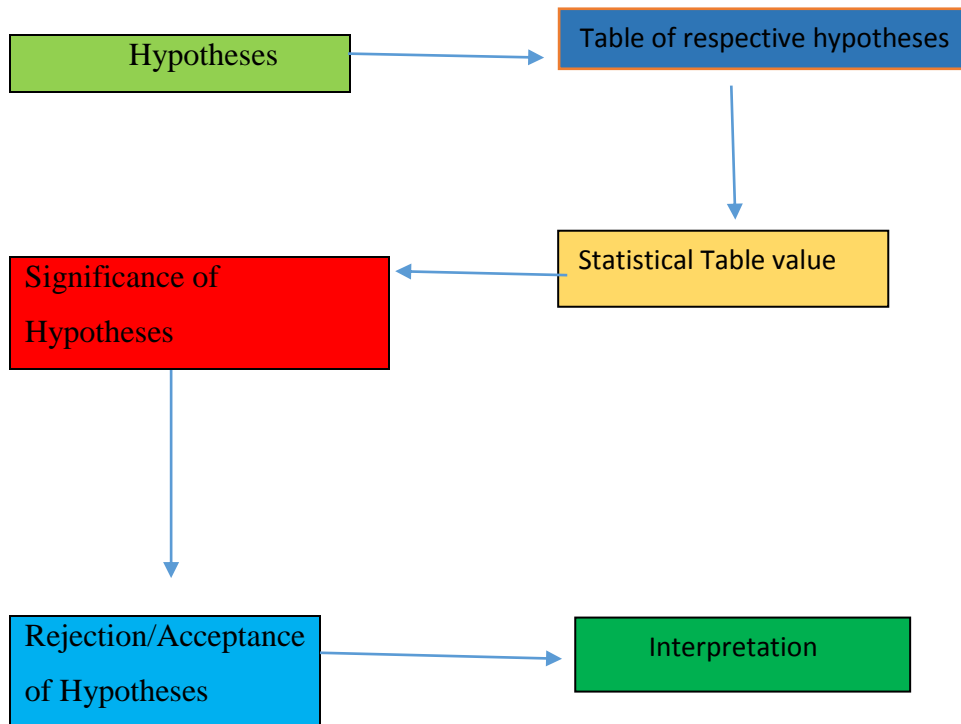 Hypotheses
Table of respective hypotheses
Statistical Table value
Significance of
Hypotheses
Rejection/Acceptance
of Hypotheses
Interpretation